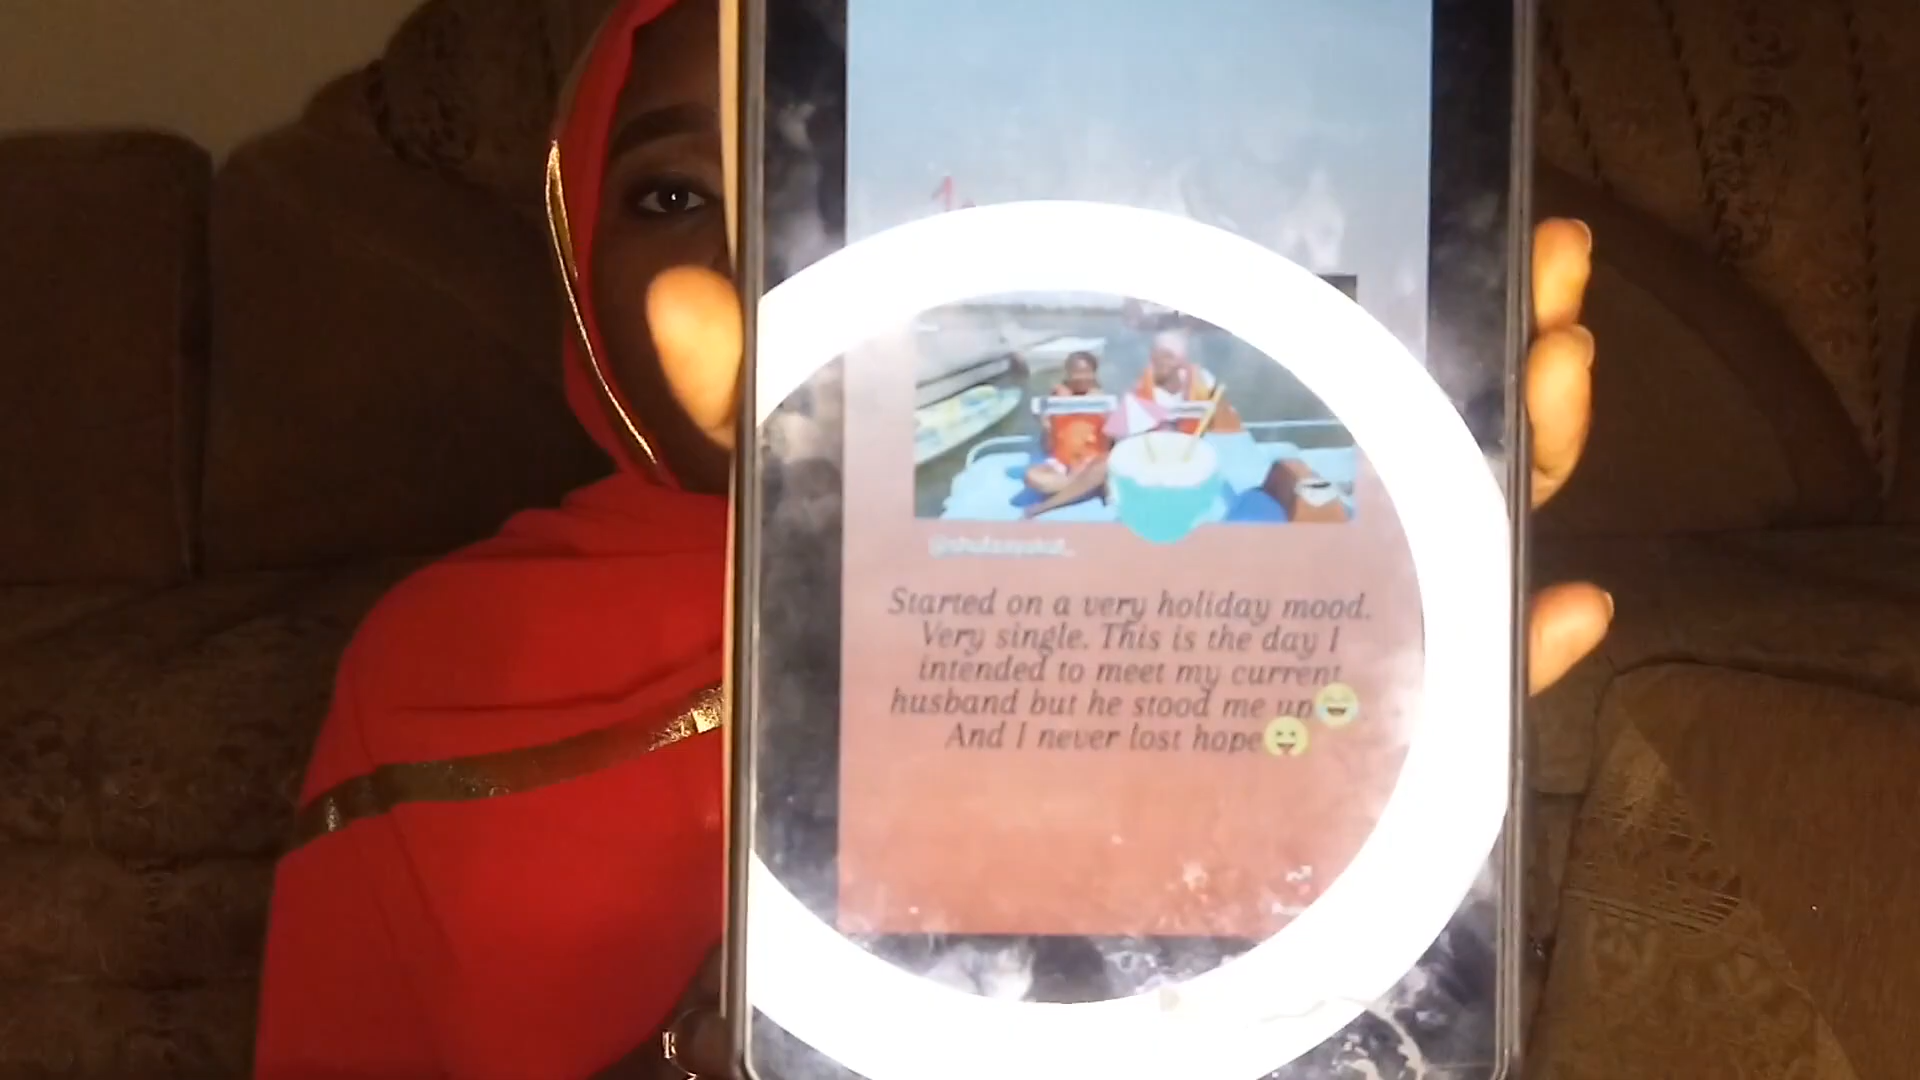 1.
Started on a very holiday mood.
Very single. This is the day I
intended to meet my current
husband but he stood me up😂
And I never lost hope😝